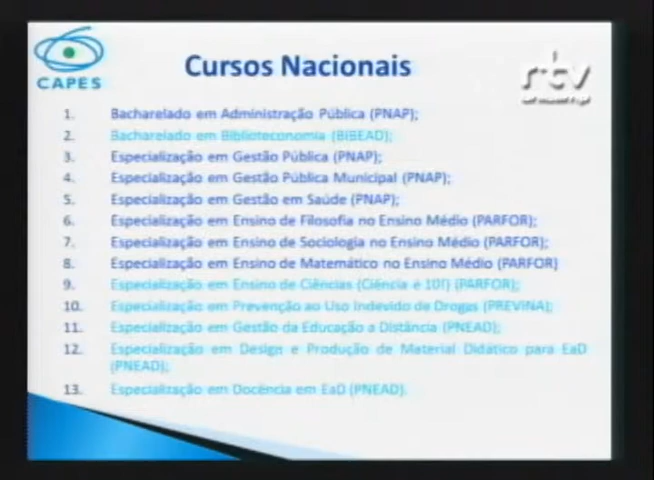 CAPES
Cursos Nacionais
rtv
unicamp
1. Bacharelado em Administração Pública (PNAP);
2. Bacharelado em Biblioteconomia (BIBEAD);
3. Especialização em Gestão Pública (PNAP);
4. Especialização em Gestão Pública Municipal (PNAP);
5. Especialização em Gestão em Saúde (PNAP);
6. Especialização em Ensino de Filosofia no Ensino Médio (PARFOR);
7. Especialização em Ensino de Sociologia no Ensino Médio (PARFOR);
8. Especialização em Ensino de Matemático no Ensino Médio (PARFOR)
9. Especialização em Ensino de Ciências (Ciência é 10!) (PARFOR);
10. Especialização em Prevenção ao Uso Indevido de Drogas (PREVINA);
11. Especialização em Gestão da Educação a Distância (PNEAD);
12. Especialização em Design e Produção de Material Didático para EaD
(PNEAD);
13. Especialização em Docência em EaD (PNEAD).